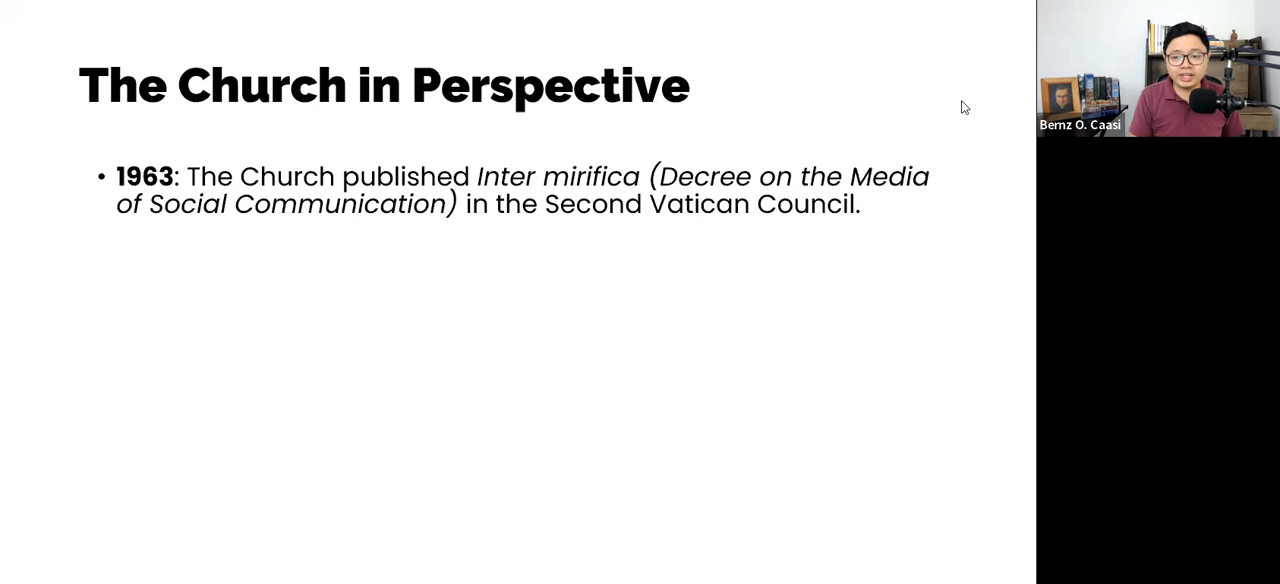 The Church in Perspective
• 1963: The Church published Inter mirifica (Decree on the Media
of Social Communication) in the Second Vatican Council.
Bernz O. Caasi